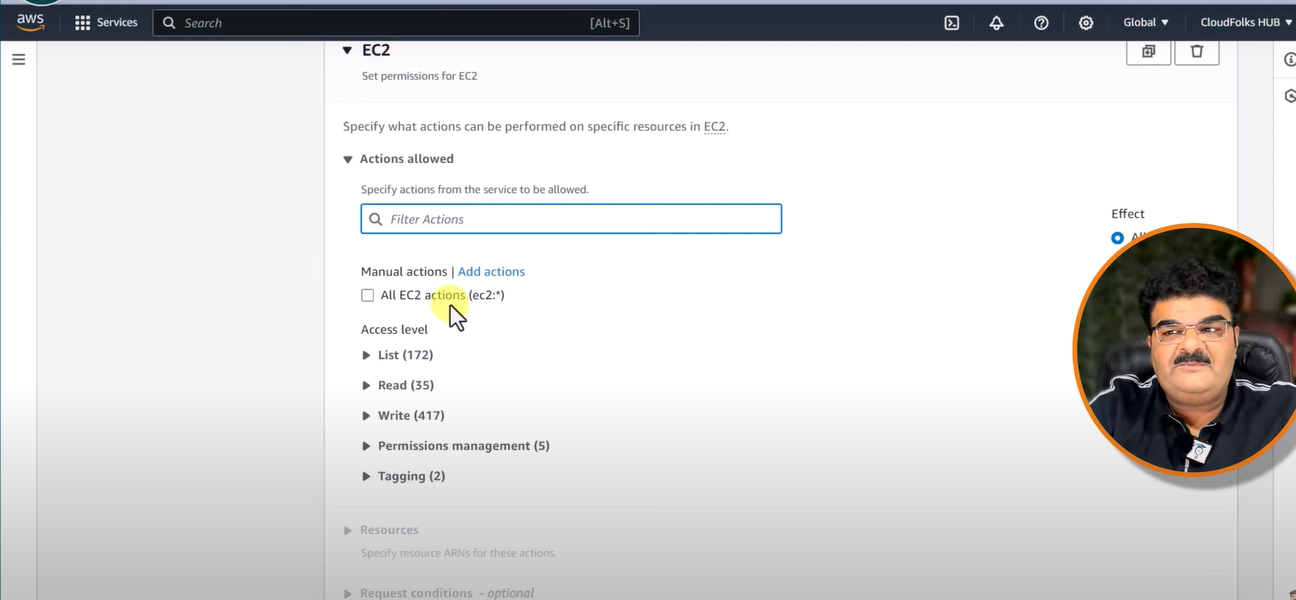 aws
Services
Search
[Alt+S]
Global
CloudFolks HUB
EC2
Set permissions for EC2
Specify what actions can be performed on specific resources in EC2.
Actions allowed
Specify actions from the service to be allowed.
Filter Actions
Effect
Manual actions | Add actions
All EC2 actions (ec2:*)
Access level
List (172)
Read (35)
Write (417)
Permissions management (5)
Tagging (2)
Resources
Specify resource ARNs for these actions.
Request conditions - optional